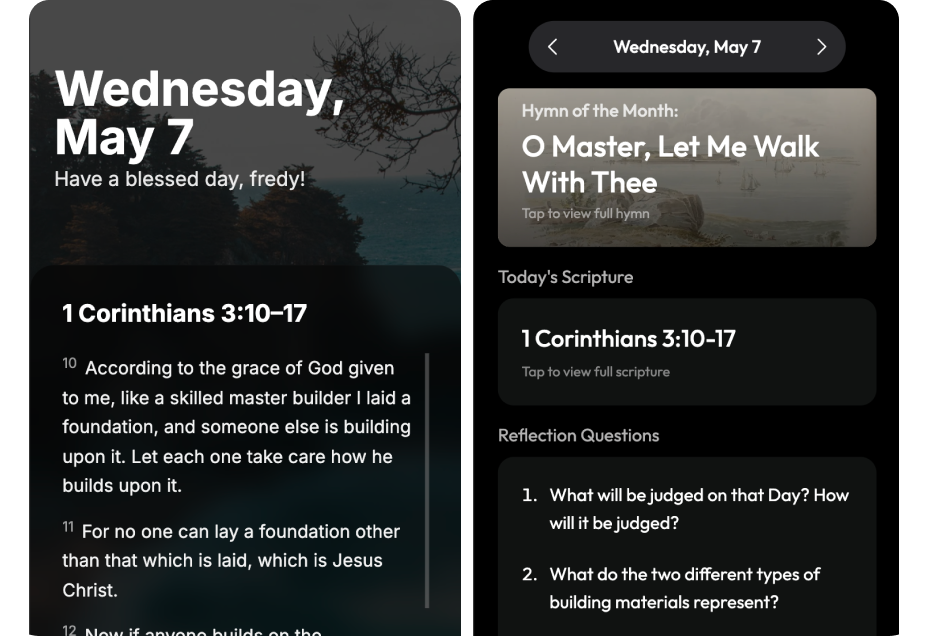 Wednesday,
May 7
Have a blessed day, fredy!
1 Corinthians 3:10–17
10 According to the grace of God given
to me, like a skilled master builder I laid a
foundation, and someone else is building
upon it. Let each one take care how he
builds upon it.
11 For no one can lay a foundation other
than that which is laid, which is Jesus
Christ.
12 Now if anyone builds on the
Wednesday, May 7
Hymn of the Month:
O Master, Let Me Walk
With Thee
Tap to view full hymn
Today's Scripture
1 Corinthians 3:10-17
Tap to view full scripture
Reflection Questions
1. What will be judged on that Day? How
will it be judged?
2. What do the two different types of
building materials represent?